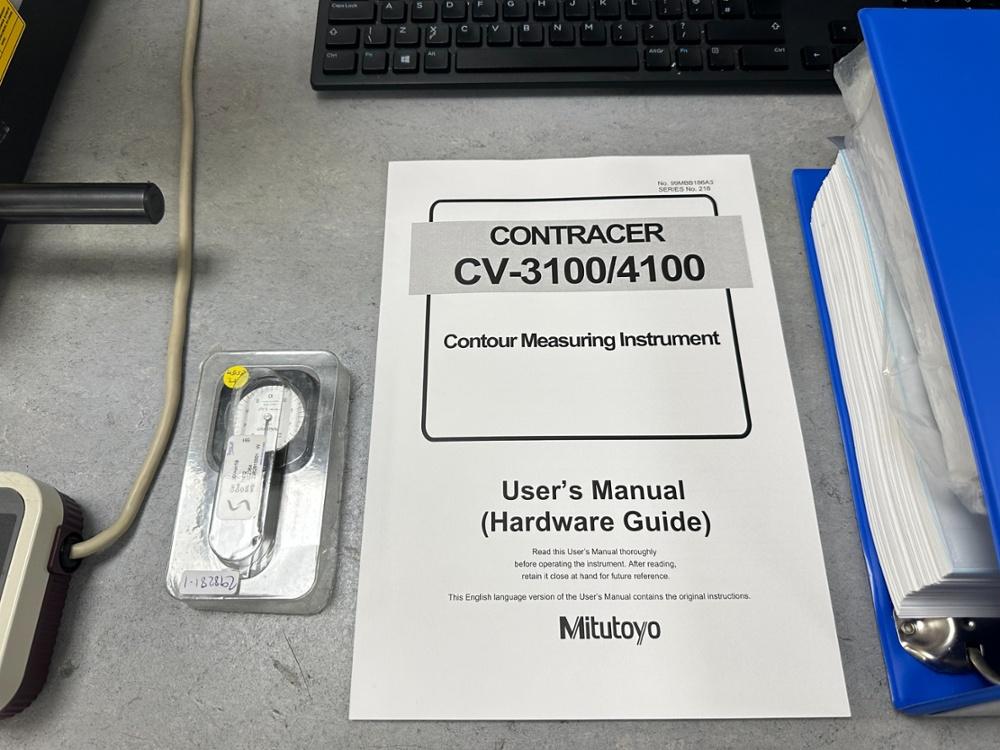 Caps Lock A S D F G H J K L
Z X C V B N M
Ctrl Fn Alt AltGr Fn Ctrl
No. 99MBB186A3
SERIES No. 218
CONTRACER
CV-3100/4100
Contour Measuring Instrument
User's Manual
(Hardware Guide)
Read this User's Manual thoroughly
before operating the instrument. After reading,
retain it close at hand for future reference.
This English language version of the User's Manual contains the original instructions.
Mitutoyo